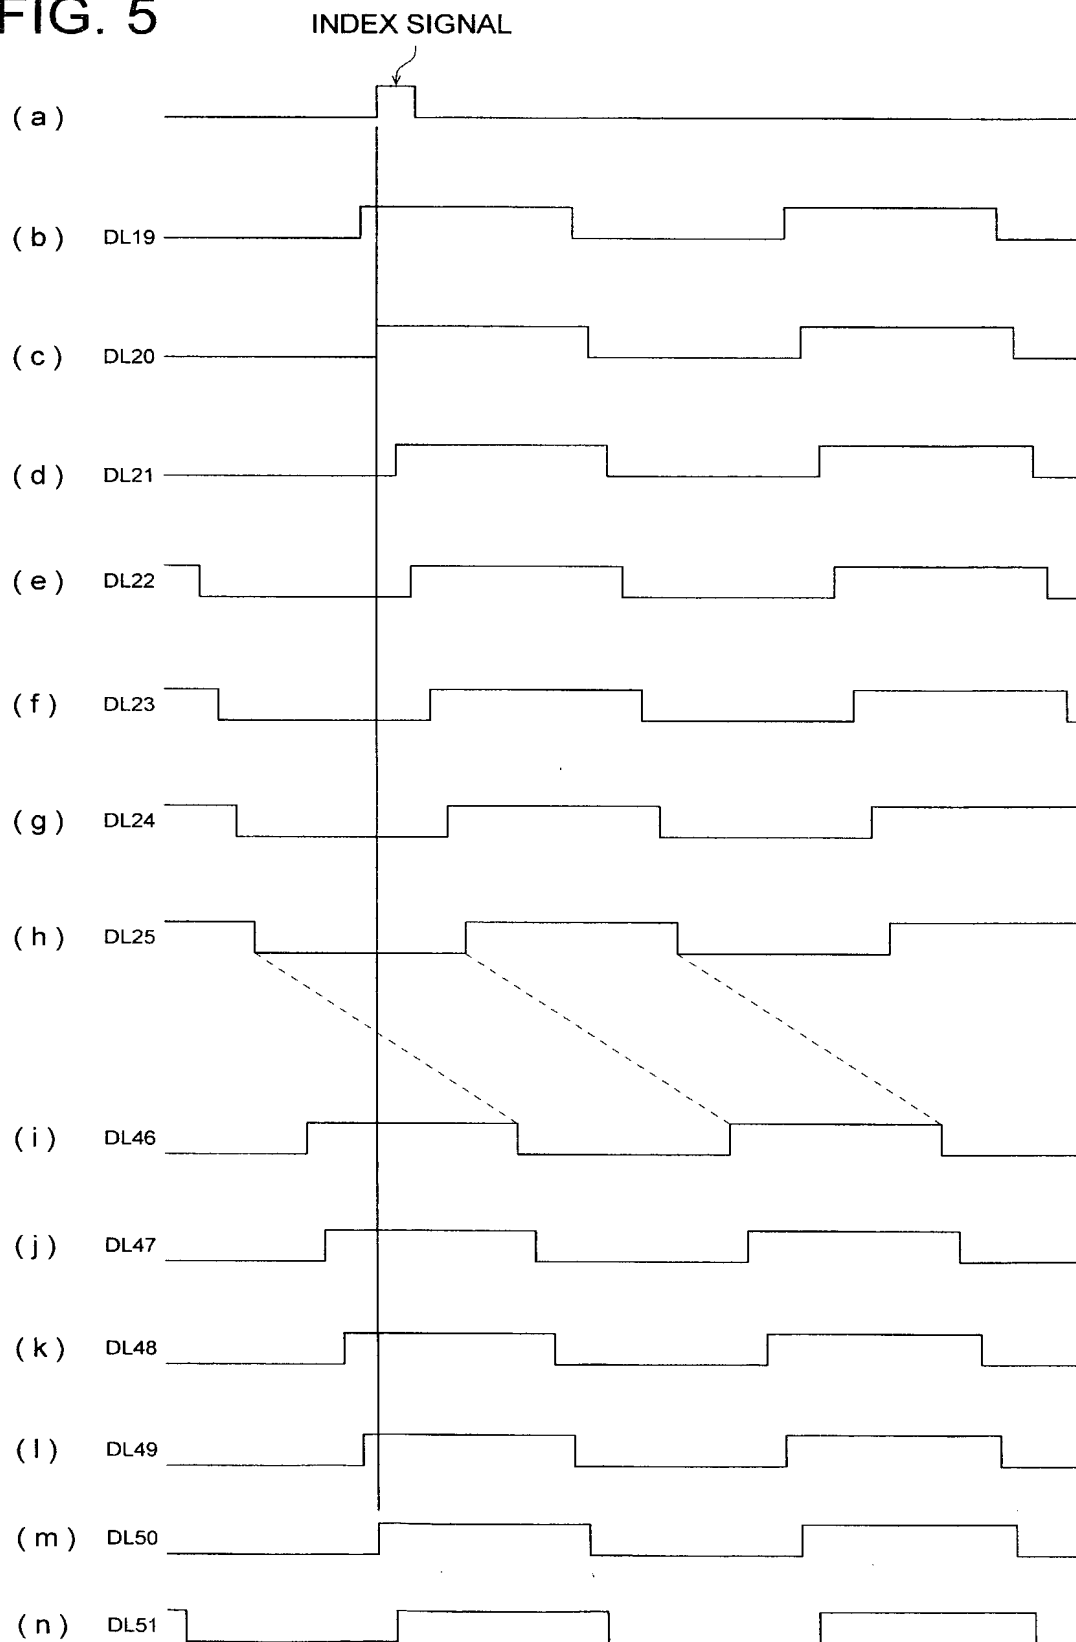 FIG. 5
INDEX SIGNAL
(a)
(b) DL19
(c) DL20
(d) DL21
(e) DL22
(f) DL23
(g) DL24
(h) DL25
(i) DL46
(j) DL47
(k) DL48
(l) DL49
(m) DL50
(n) DL51